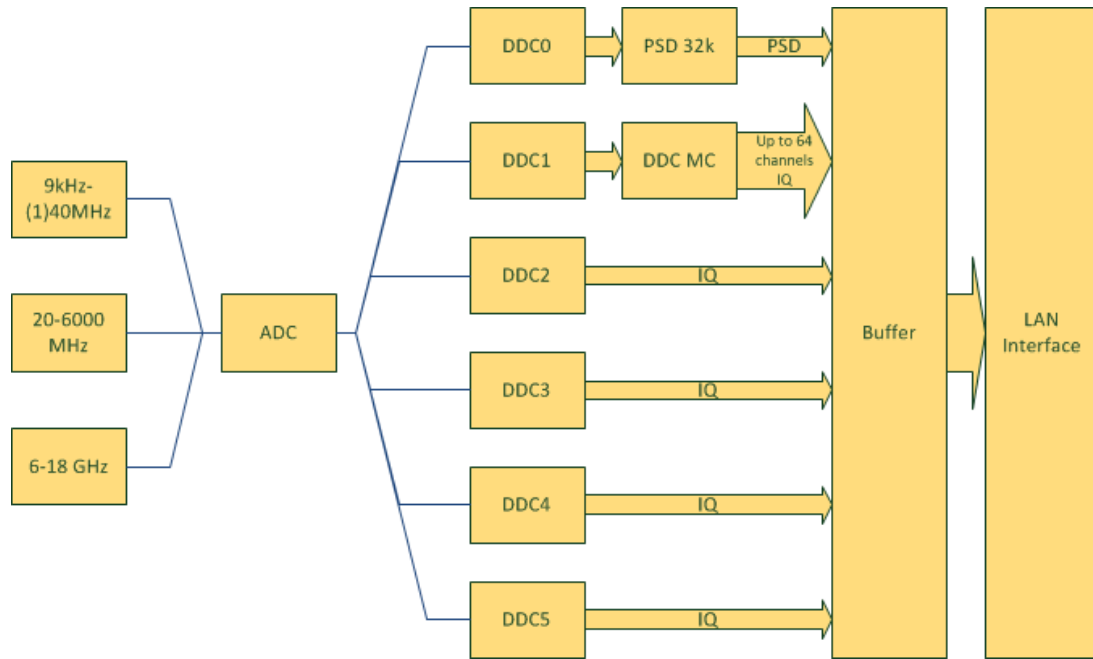 9kHz-
(1)40MHz
20-6000
MHz
6-18 GHz
ADC
DDC0
PSD 32k
PSD
DDC1
DDC MC
Up to 64
channels
IQ
DDC2
IQ
DDC3
IQ
DDC4
IQ
DDC5
IQ
Buffer
LAN
Interface